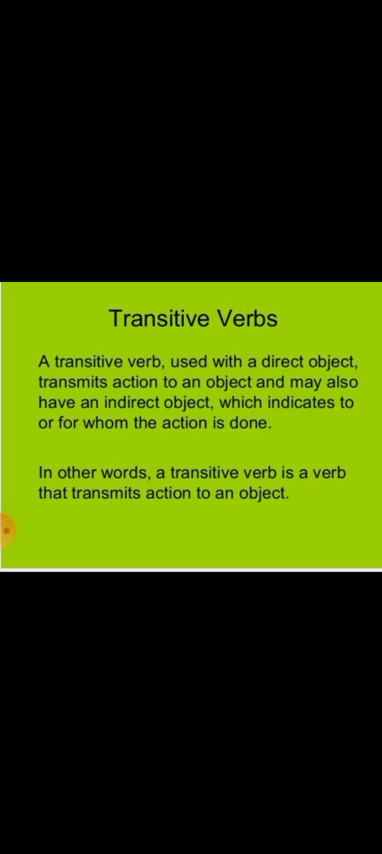 Transitive Verbs
A transitive verb, used with a direct object,
transmits action to an object and may also
have an indirect object, which indicates to
or for whom the action is done.
In other words, a transitive verb is a verb
that transmits action to an object.